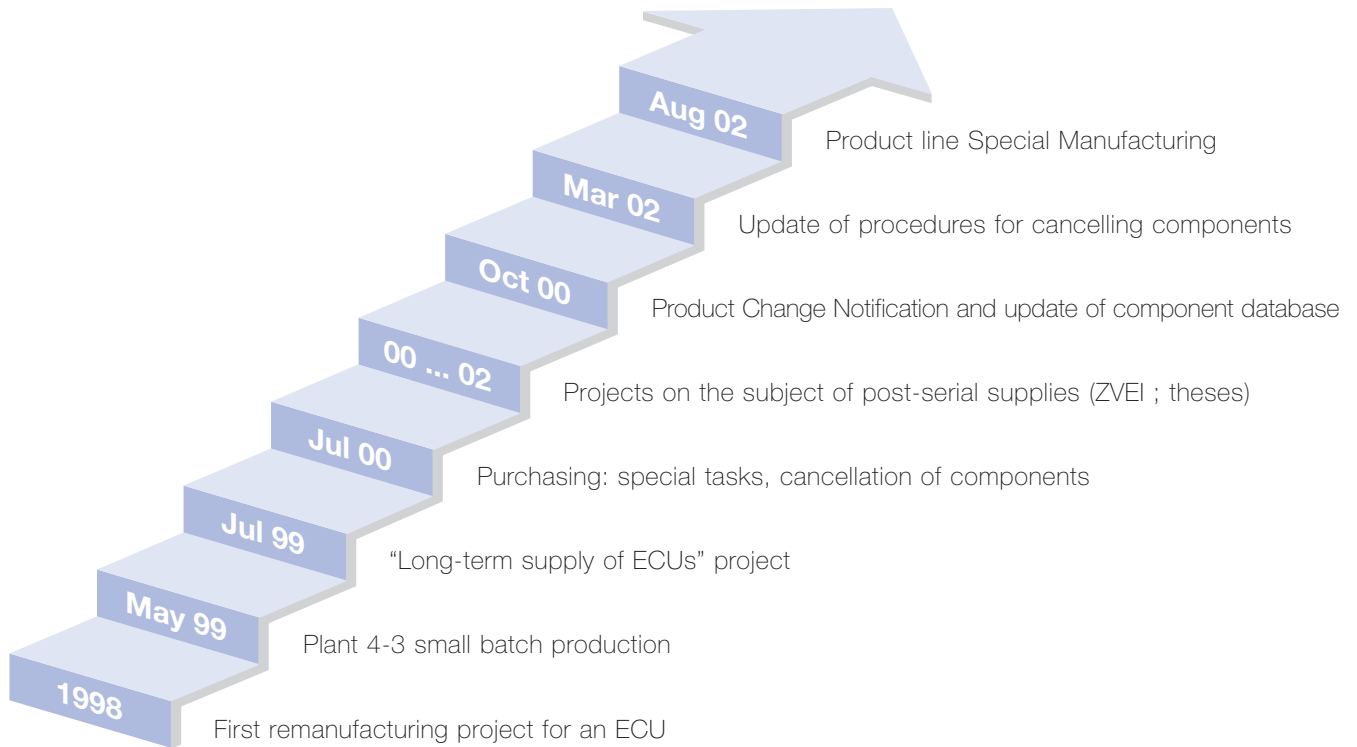 Aug 02
Product line Special Manufacturing
Mar 02
Update of procedures for cancelling components
Oct 00
Product Change Notification and update of component database
00 ... 02
Projects on the subject of post-serial supplies (ZVEI ; theses)
Jul 00
Purchasing: special tasks, cancellation of components
Jul 99
“Long-term supply of ECUs” project
May 99
Plant 4-3 small batch production
1998
First remanufacturing project for an ECU